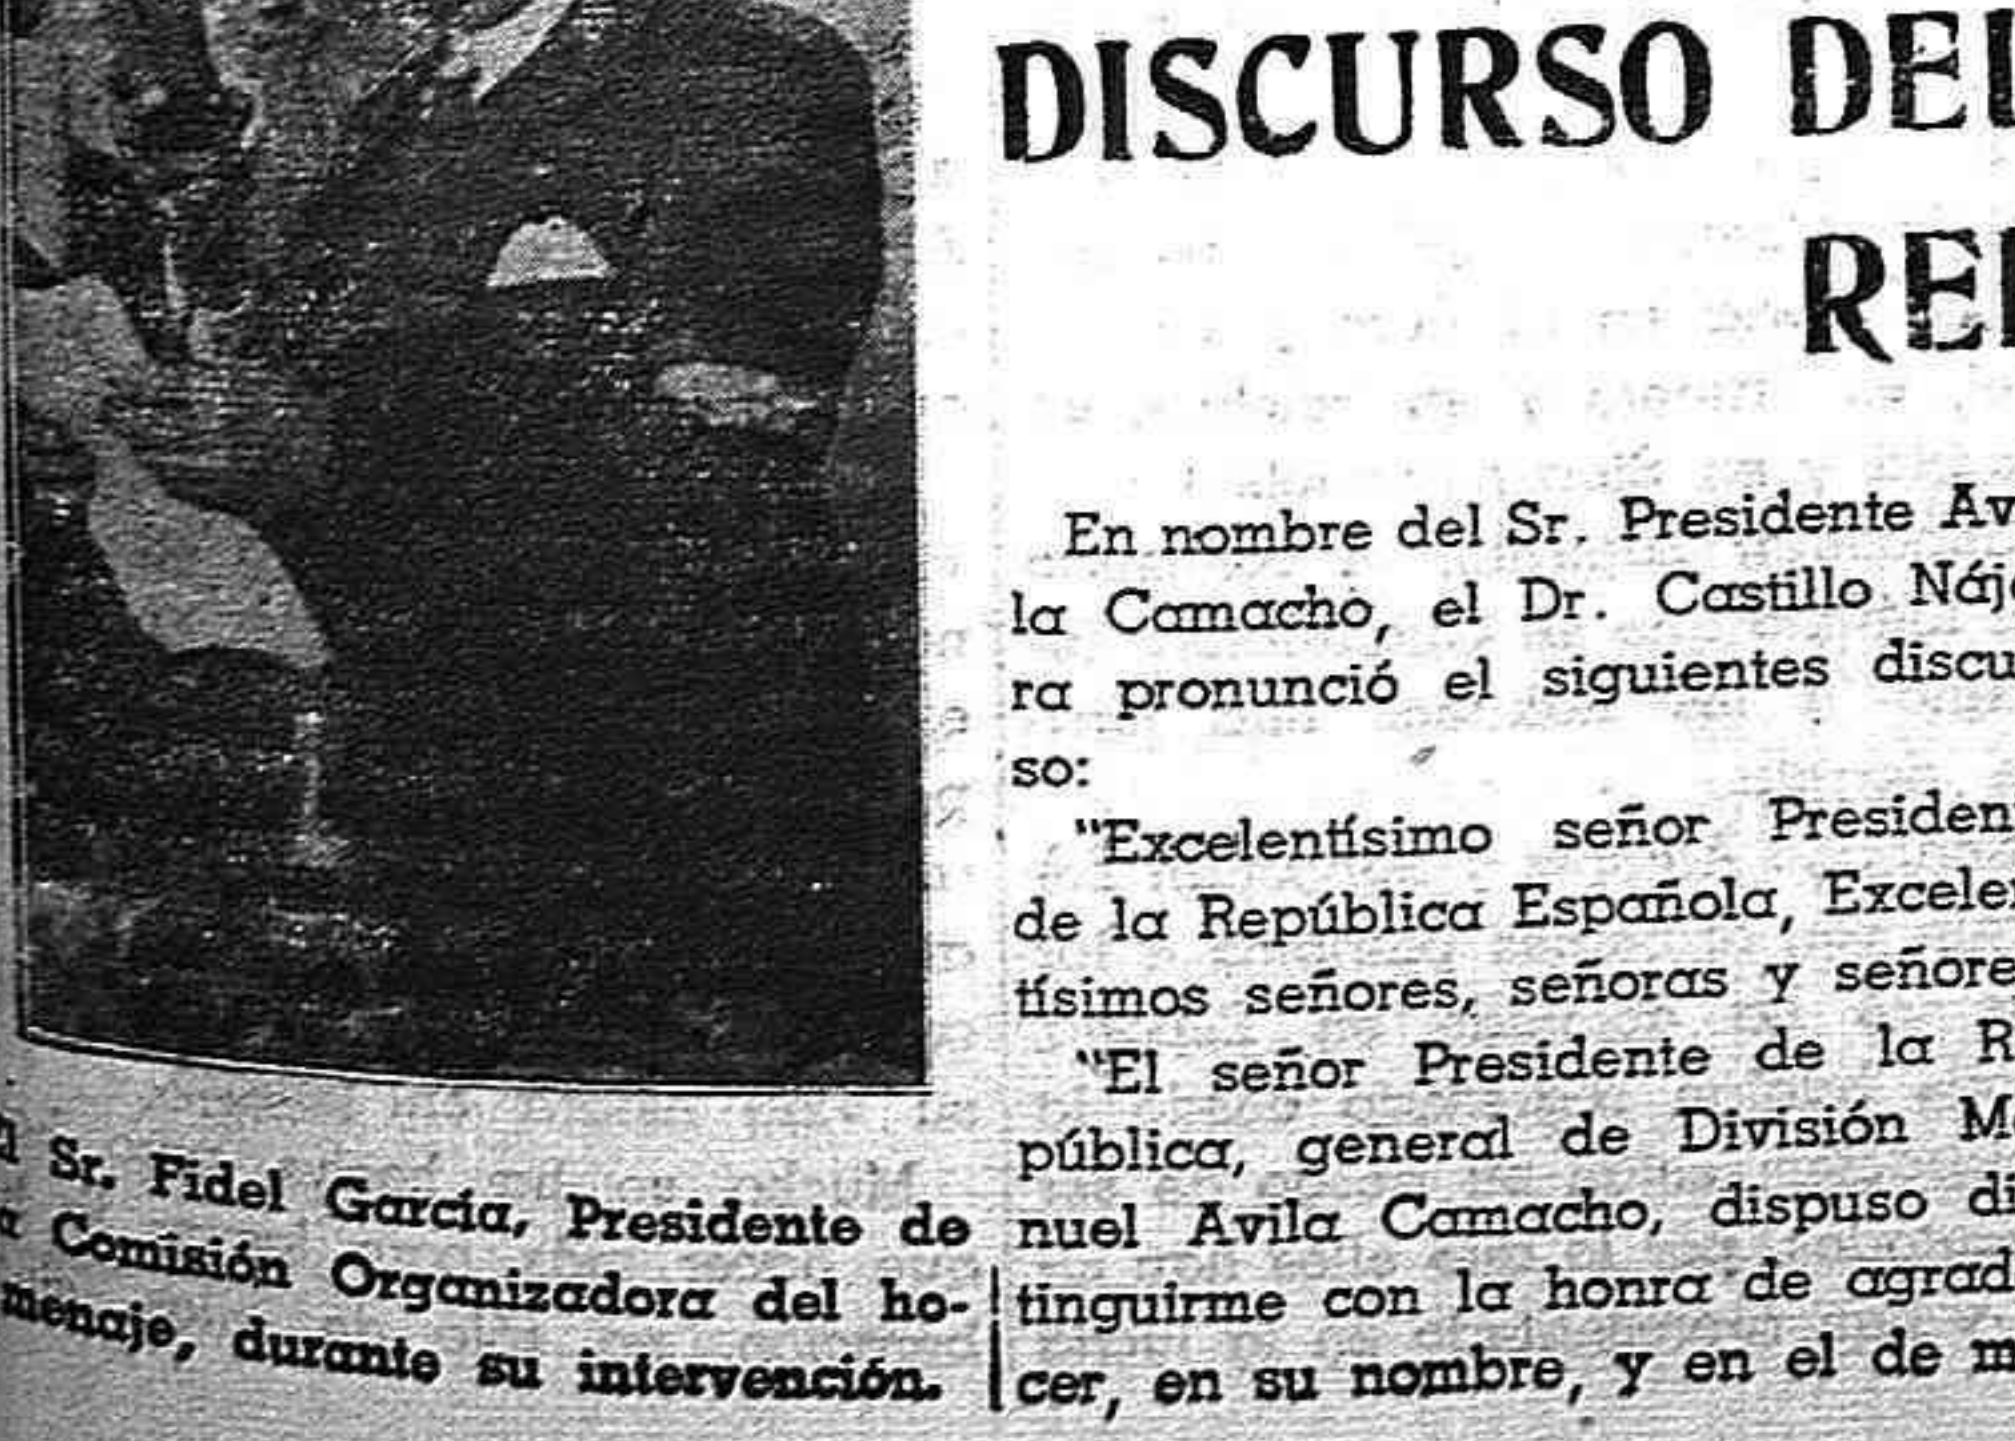 DISCURSO DEL
En nombre del Sr. Presidente Av
la Camacho, el Dr. Castillo Náje
ra pronunció el siguientes discu
so:
"Excelentísimo señor Presiden
de la República Española, Excelen
tísimos señores, señoras y señore
"El señor Presidente de la R
pública, general de División Ma
nuel Avila Camacho, dispuso di
tinguirme con la honra de agrad
cer, en su nombre, y en el de m
Sr. Fidel García, Presidente de
Comisión Organizadora del ho-
menaje, durante su intervención.